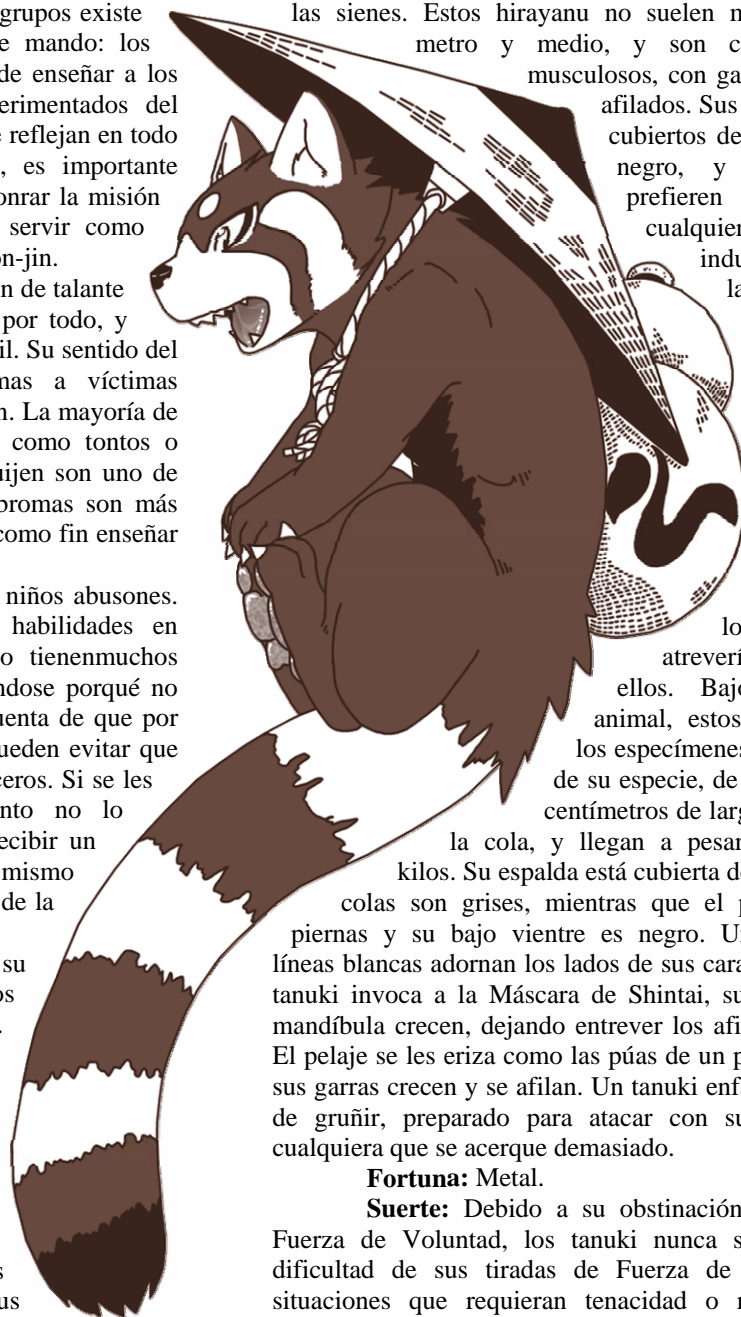 grupos existe
e mando: los
de enseñar a los
erimentados del
e reflejan en todo
, es importante
onrar la misión
servir como
on-jin.
n de talante
por todo, y
il. Su sentido del
mas a víctimas
n. La mayoría de
como tontos o
uijen son uno de
bromas son más
como fin enseñar
niños abusones.
habilidades en
o tienenmuchos
ndose porqué no
uenta de que por
ueden evitar que
ceros. Si se les
nto no lo
ecibir un
mismo
de la
su
os
.
s
us
las sienes. Estos hirayanu no suelen m
metro y medio, y son c
musculosos, con ga
afilados. Sus
cubiertos de
negro, y
prefieren
cualquier
indu
la
lo
atreverí
ellos. Bajo
animal, estos
los especímenes
de su especie, de
centímetros de larg
la cola, y llegan a pesar
kilos. Su espalda está cubierta de
colas son grises, mientras que el p
piernas y su bajo vientre es negro. Un
líneas blancas adornan los lados de sus cara
tanuki invoca a la Máscara de Shintai, su
mandíbula crecen, dejando entrever los afi
El pelaje se les eriza como las púas de un p
sus garras crecen y se afilan. Un tanuki enf
de gruñir, preparado para atacar con su
cualquiera que se acerque demasiado.
Fortuna: Metal.
Suerte: Debido a su obstinación
Fuerza de Voluntad, los tanuki nunca s
dificultad de sus tiradas de Fuerza de
situaciones que requieran tenacidad o r